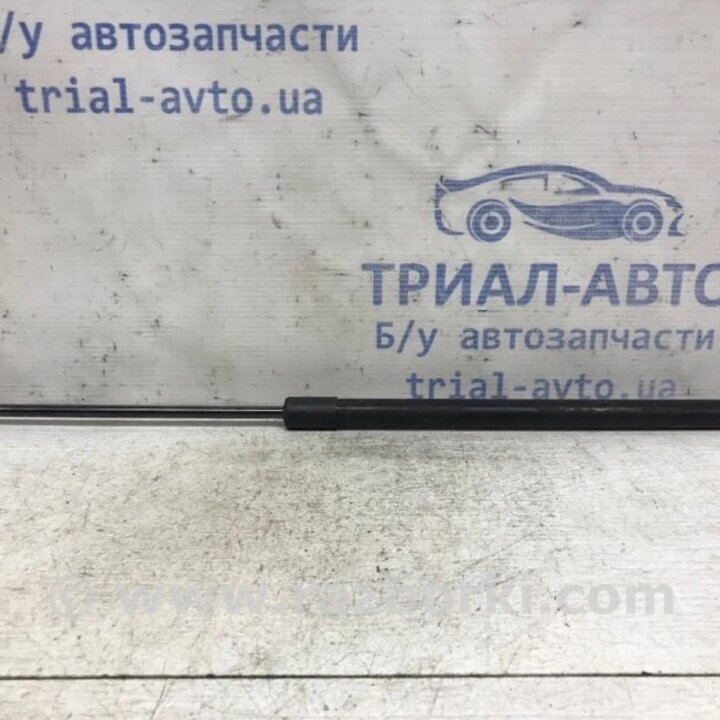 Б/у автозапчасти
trial-avto.ua
ТРИАЛ-АВТО
Б/у автозапчасти
trial-avto.ua
© www.razborki.com